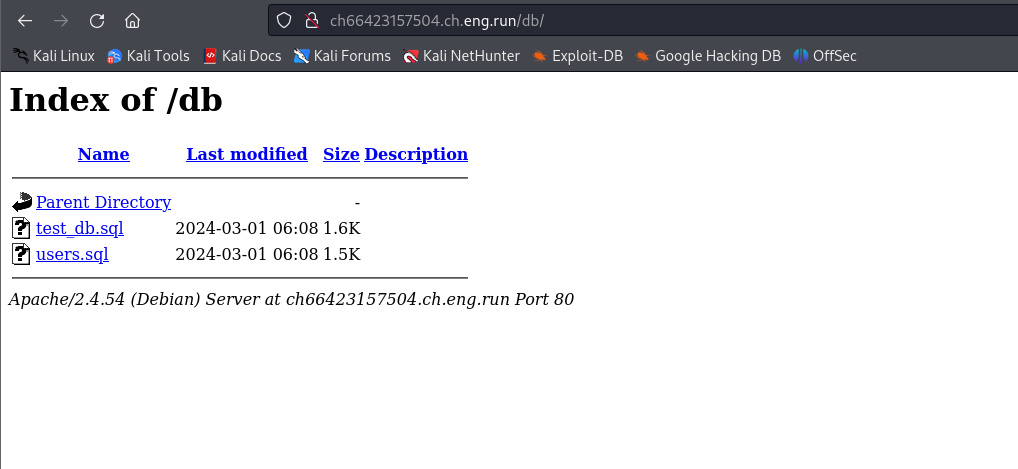 ch66423157504.ch.eng.run/db/
Kali Linux Kali Tools Kali Docs Kali Forums Kali NetHunter Exploit-DB Google Hacking DB OffSec
Index of /db
Name Last modified Size Description
Parent Directory -
test_db.sql 2024-03-01 06:08 1.6K
users.sql 2024-03-01 06:08 1.5K
Apache/2.4.54 (Debian) Server at ch66423157504.ch.eng.run Port 80